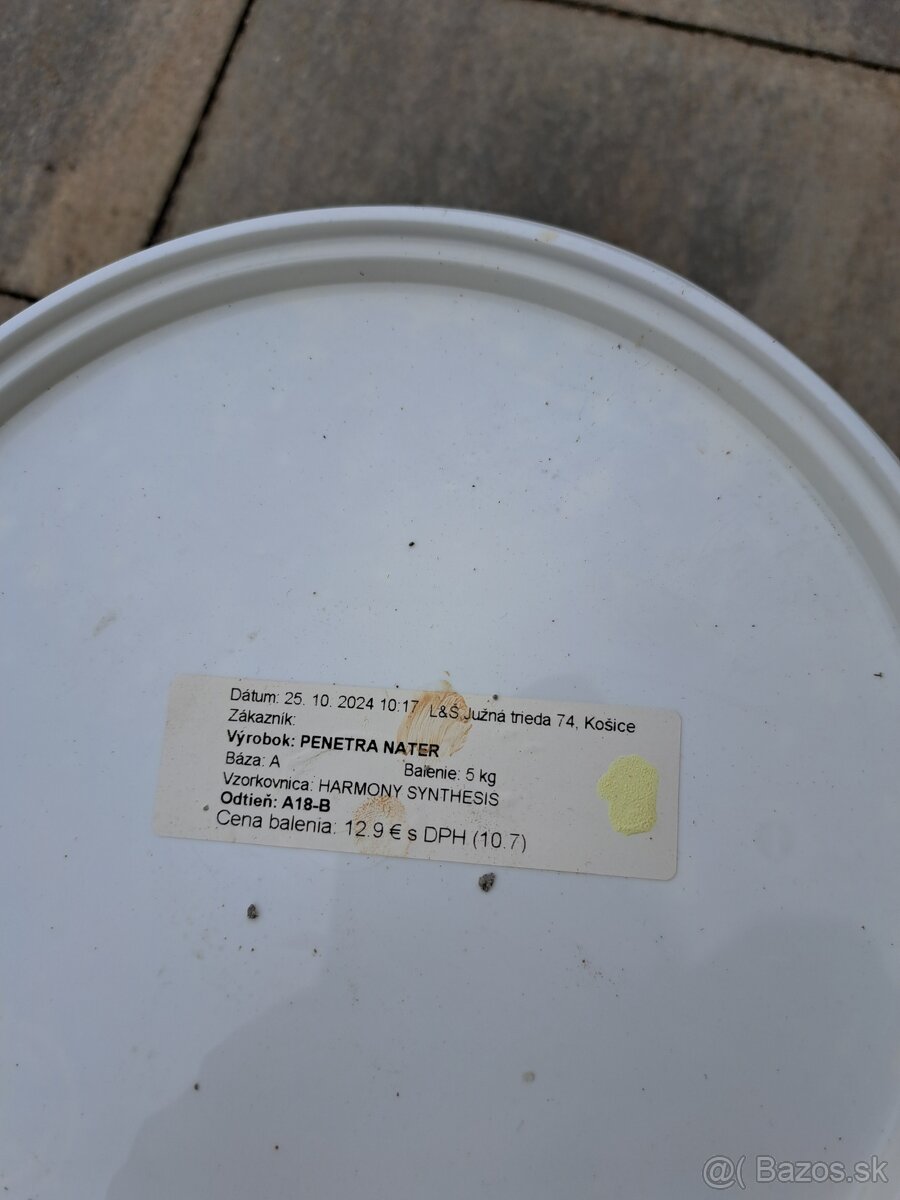 Dátum: 25. 10. 2024 10:17 L&Š Južná trieda 74, Košice
Zákazník:
Výrobok: PENETRA NATER
Báza: A Balenie: 5 kg
Vzorkovnica: HARMONY SYNTHESIS
Odtieň: A18-B
Cena balenia: 12.9 € s DPH (10.7)
@( Bazos.sk